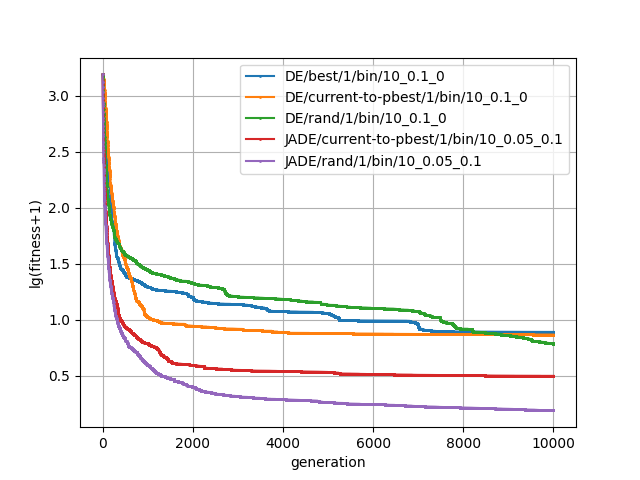 DE/best/1/bin/10_0.1_0
DE/current-to-pbest/1/bin/10_0.1_0
DE/rand/1/bin/10_0.1_0
JADE/current-to-pbest/1/bin/10_0.05_0.1
JADE/rand/1/bin/10_0.05_0.1
lg(fitness+1)
3.0
2.5
2.0
1.5
1.0
0.5
0 2000 4000 6000 8000 10000
generation